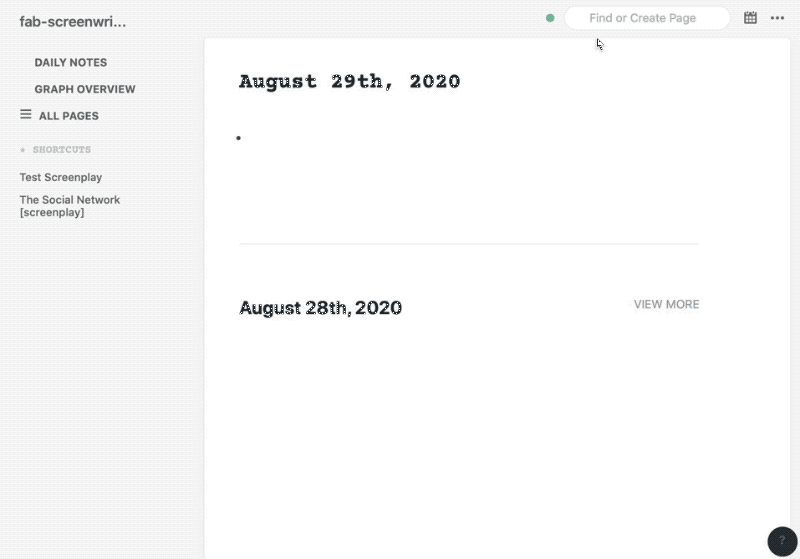 fab-screenwri...
Find or Create Page
DAILY NOTES
GRAPH OVERVIEW
ALL PAGES
SHORTCUTS
Test Screenplay
The Social Network
[screenplay]
August 29th, 2020
August 28th, 2020
VIEW MORE
?